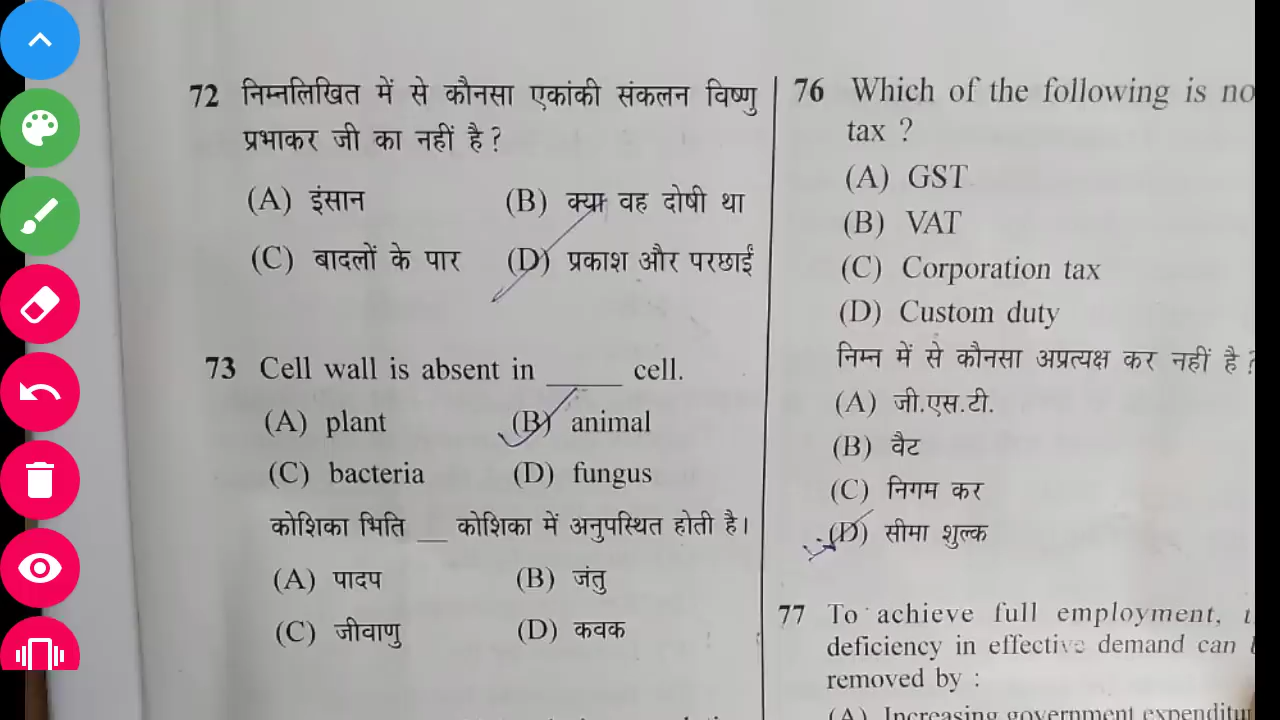 72 निम्नलिखित में से कौनसा एकांकी संकलन विष्णु
प्रभाकर जी का नहीं है ?
(A) इंसान (B) क्या वह दोषी था
(C) बादलों के पार (D) प्रकाश और परछाईं
73 Cell wall is absent in _____ cell.
(A) plant (B) animal
(C) bacteria (D) fungus
कोशिका भिति __ कोशिका में अनुपस्थित होती है।
(A) पादप (B) जंतु
(C) जीवाणु (D) कवक
76 Which of the following is
tax ?
(A) GST
(B) VAT
(C) Corporation tax
(D) Custom duty
निम्न में से कौनसा अप्रत्यक्ष कर नहीं है ?
(A) जी.एस.टी.
(B) वैट
(C) निगम कर
(D) सीमा शुल्क
77 To achieve full employment,
deficiency in effective demand can
removed by :
(A) Increasing government